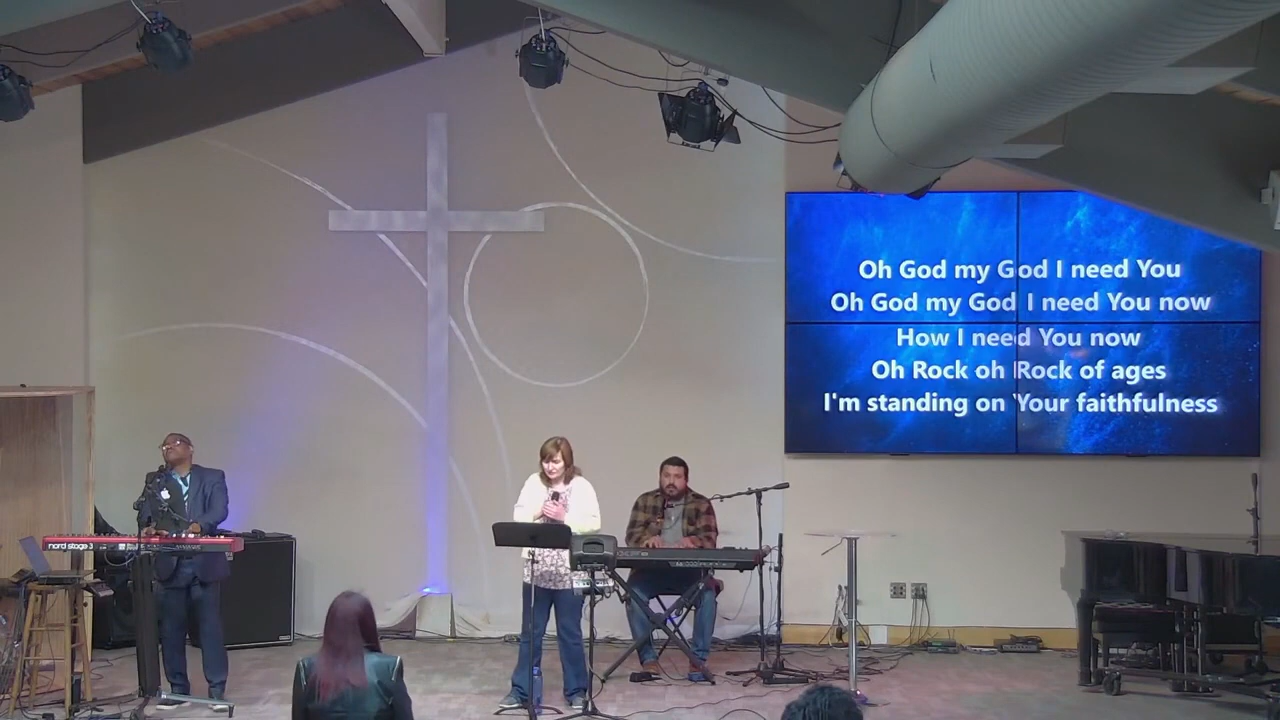 Oh God my God I need You
Oh God my God I need You now
How I need You now
Oh Rock oh Rock of ages
I'm standing on Your faithfulness
nord stage 3